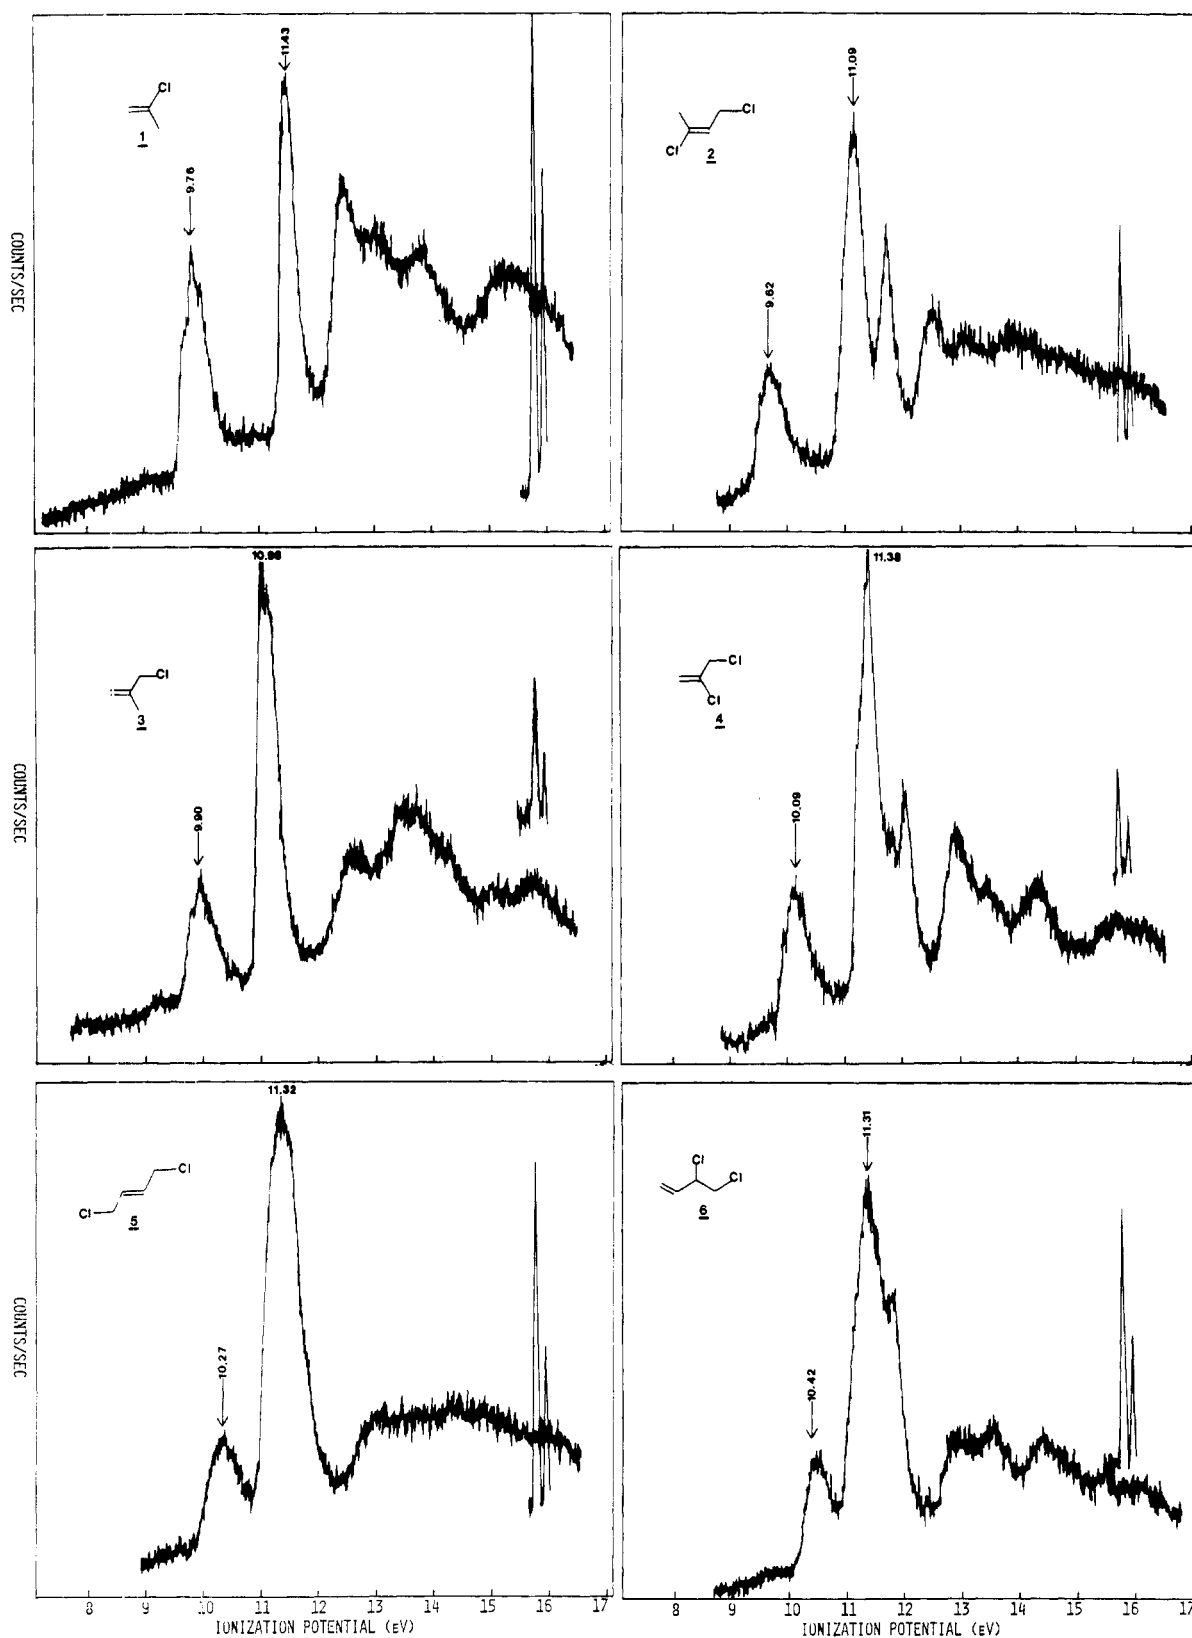 11.43
9.76
Cl
1
COUNTS/SEC
11.09
9.62
Cl
Cl
2
10.98
9.90
Cl
3
COUNTS/SEC
11.38
10.09
Cl
Cl
4
11.32
10.27
Cl
Cl
5
COUNTS/SEC
8 9 10 11 12 13 14 15 16 17
IONIZATION POTENTIAL (eV)
11.31
10.42
Cl
Cl
6
8 9 10 11 12 13 14 15 16 17
IONIZATION POTENTIAL (eV)